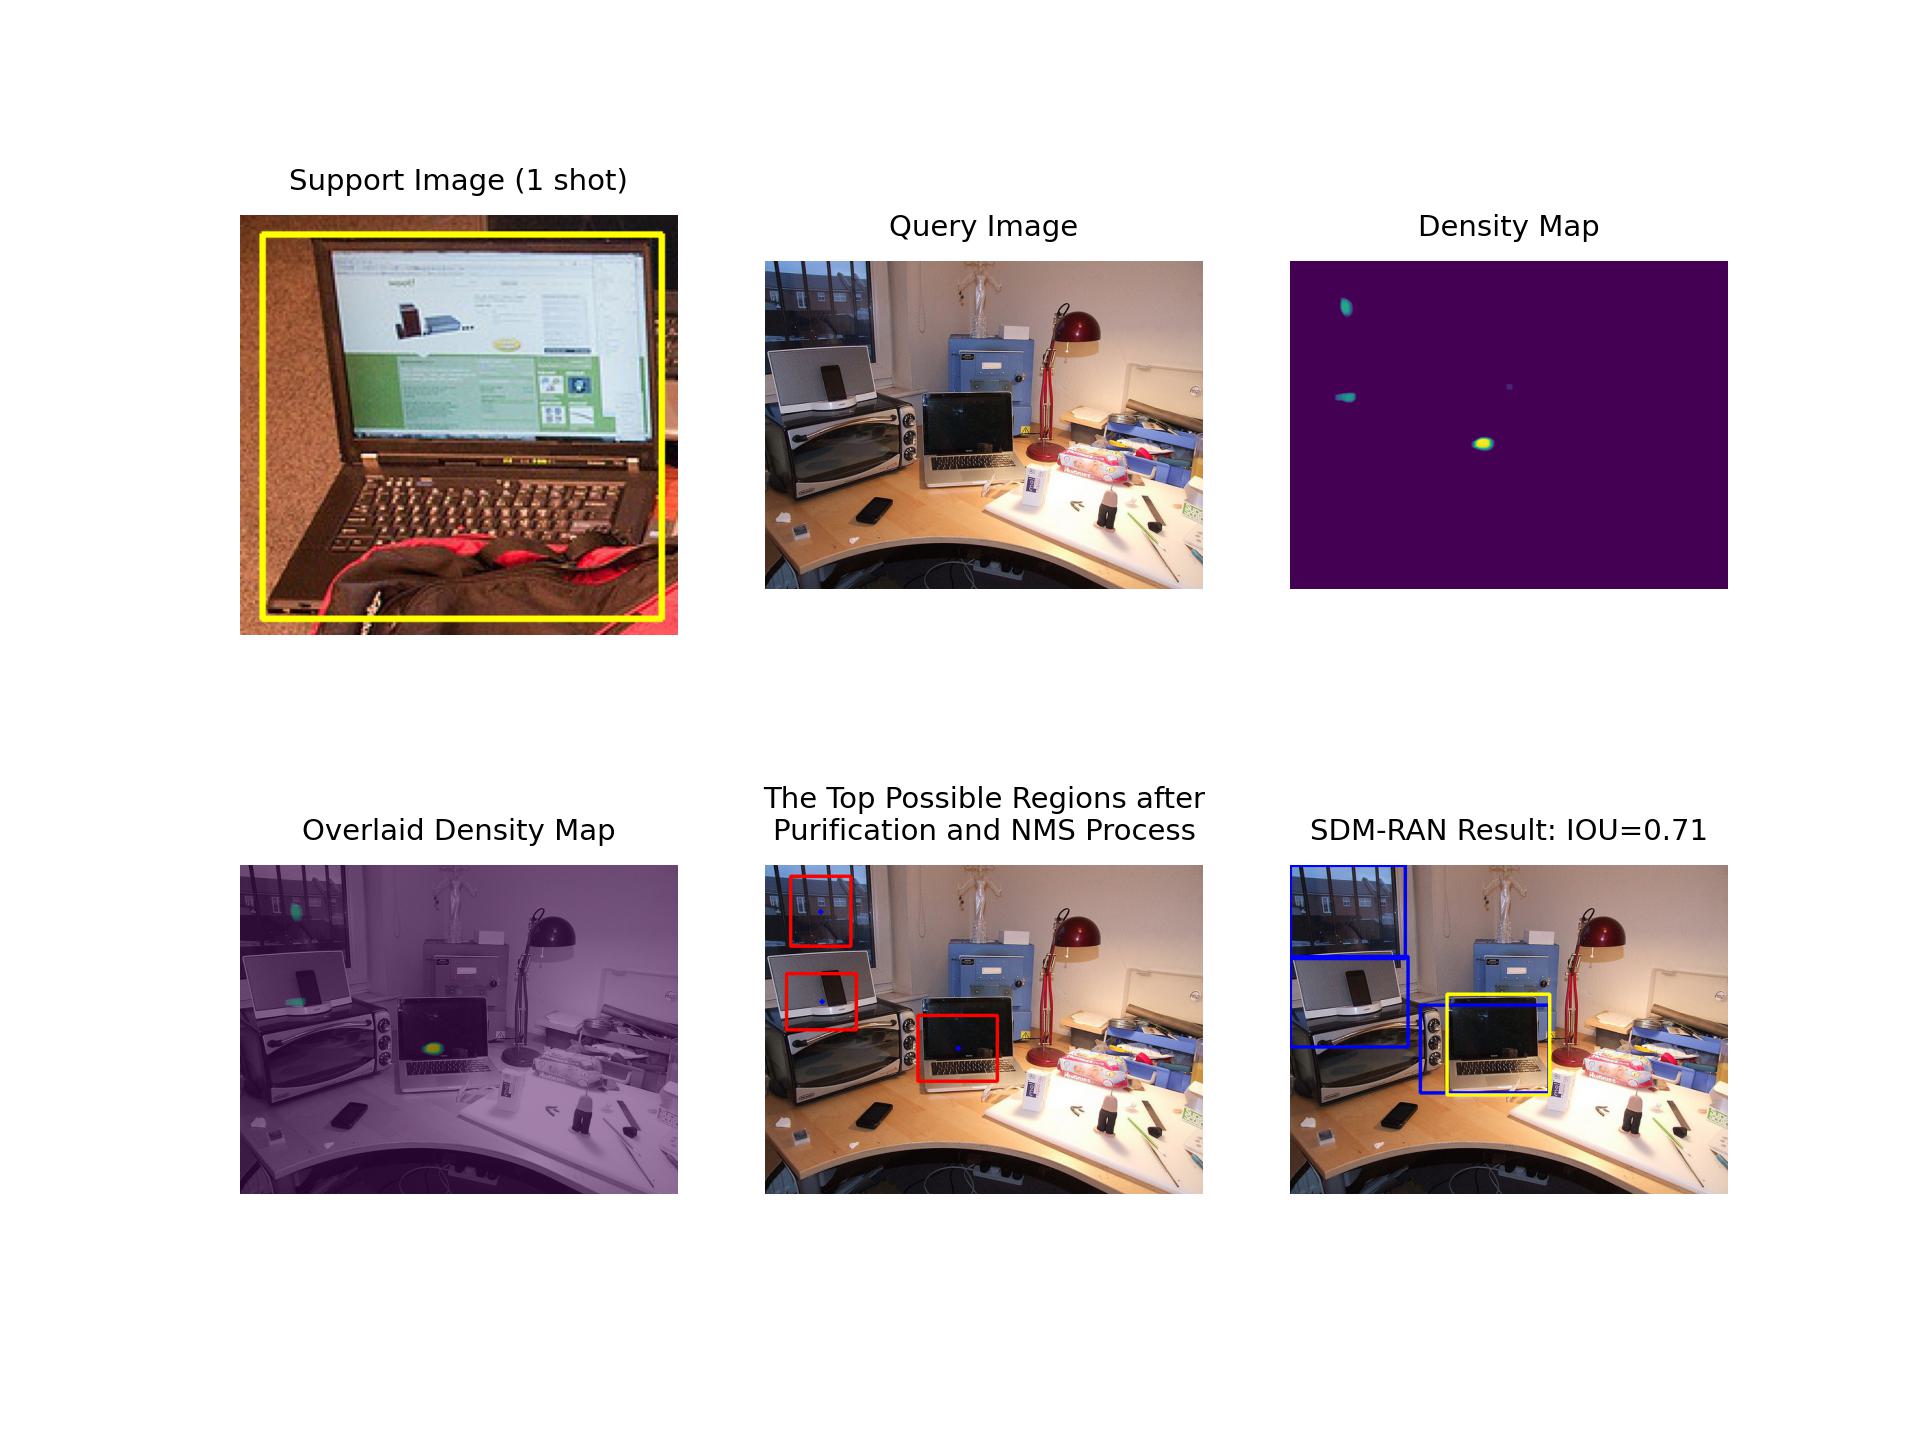 Support Image (1 shot)
Query Image
Density Map
woot!
Overlaid Density Map
The Top Possible Regions after
Purification and NMS Process
SDM-RAN Result: IOU=0.71